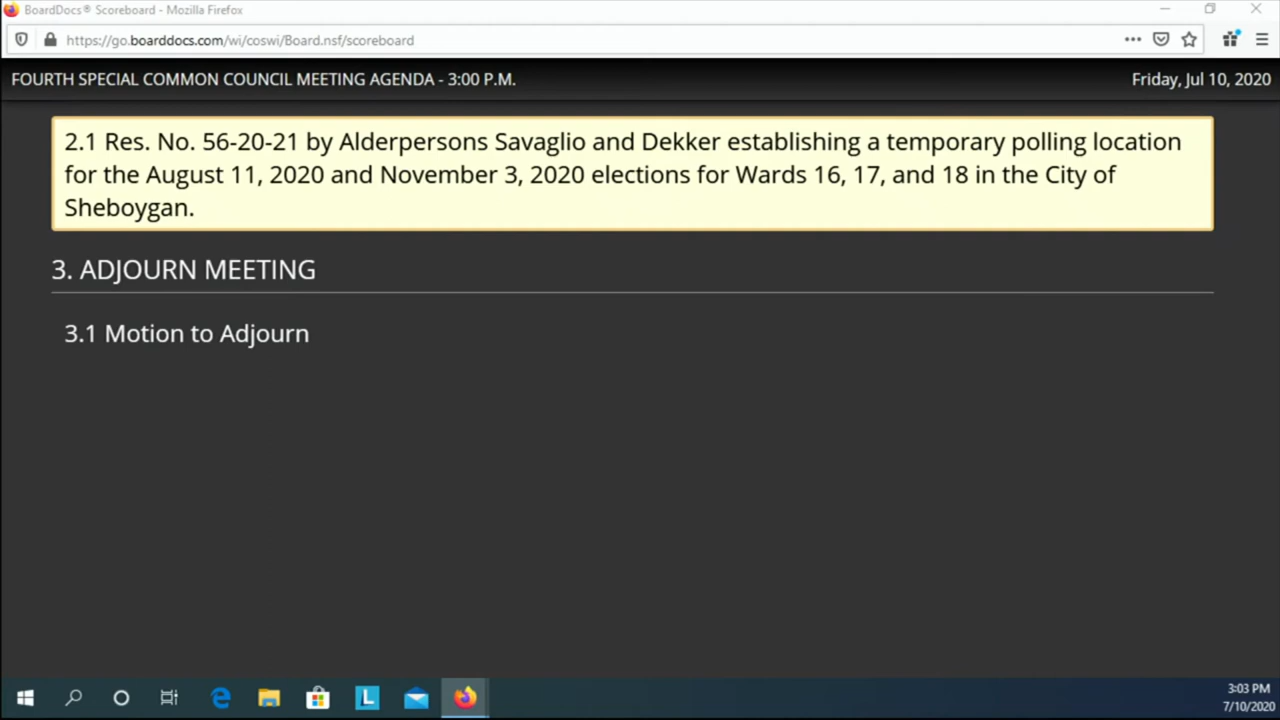 BoardDocs® Scoreboard - Mozilla Firefox
https://go.boarddocs.com/wi/coswi/Board.nsf/scoreboard
FOURTH SPECIAL COMMON COUNCIL MEETING AGENDA - 3:00 P.M.
Friday, Jul 10, 2020
2.1 Res. No. 56-20-21 by Alderpersons Savaglio and Dekker establishing a temporary polling location
for the August 11, 2020 and November 3, 2020 elections for Wards 16, 17, and 18 in the City of
Sheboygan.
3. ADJOURN MEETING
3.1 Motion to Adjourn
L
3:03 PM
7/10/2020